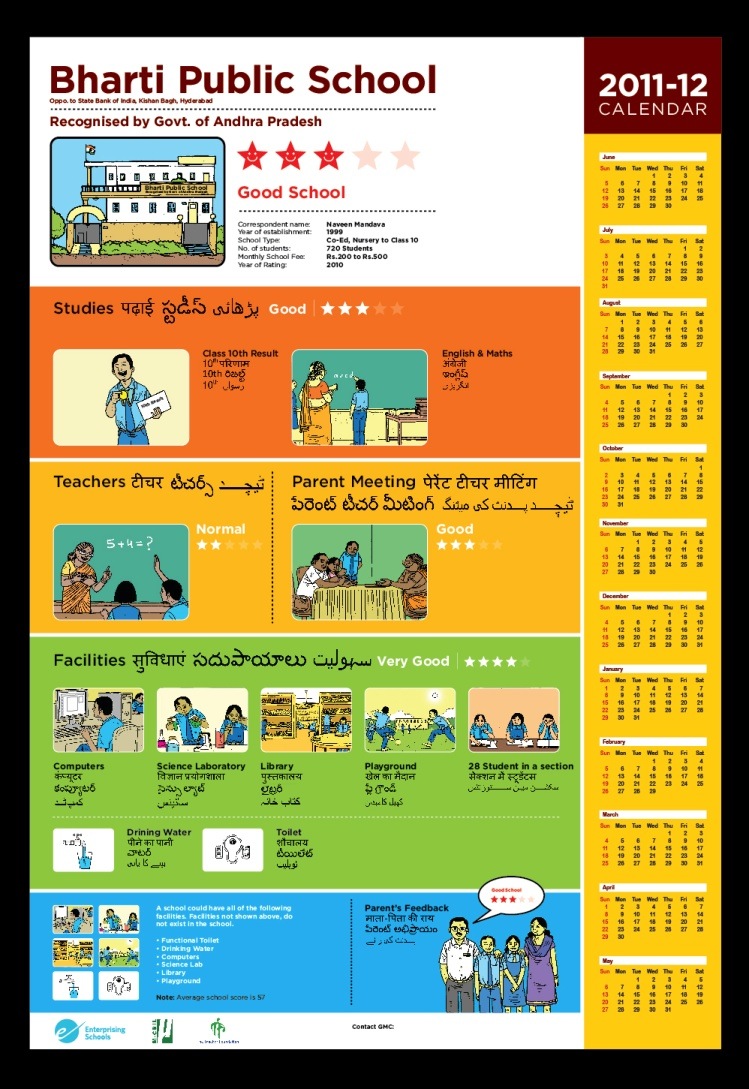 Bharti Public School
Oppo. to State Bank of India, Kishan Bagh, Hyderabad
Recognised by Govt. of Andhra Pradesh
Bharti Public School
Good School
Correspondent name: Naveen Mandava
Year of establishment: 1999
School Type: Co-Ed, Nursery to Class 10
No. of students: 720 Students
Monthly School Fee: Rs.200 to Rs.500
Year of Rating: 2010
Studies पढ़ाई స్టడీస్ پڑھائی Good
Class 10th Result
10th परिणाम
10th రిజల్ట్
English & Maths
अंग्रेजी
ఇంగ్లీష్
انگریزی
Teachers टीचर టీచర్స్
Normal
5+4=?
Parent Meeting पेरेंट टीचर मीटिंग
పేరెంట్ టీచర్ మీటింగ్
Good
Facilities सुविधाएं సదుపాయాలు سہولیت Very Good
Computers
कंप्यूटर
కంప్యూటర్
Science Laboratory
विज्ञान प्रयोगशाला
సైన్సు ల్యాబ్
Library
पुस्तकालय
کتاب خانہ
Playground
खेल का मैदान
ప్లే గ్రౌండ్
کھیل کا میدان
28 Student in a section
सेक्शन में स्टूडेंटस
Drining Water
पीने का पानी
వాటర్
پینے کا پانی
Toilet
शौचालय
టీయిలెట్
A school could have all of the following
facilities. Facilities not shown above, do
not exist in the school.
• Functional Toilet
• Drinking Water
• Computers
• Science Lab
• Library
• Playground
Note: Average school score is 57
Parent's Feedback
माता-पिता की राय
పేరెంట్ అభిప్రాయం
Good School
Enterprising
Schools
Contact GMC:
2011-12
CALENDAR
June
Sun Mon Tue Wed Thu Fri Sat
1 2 3 4
5 6 7 8 9 10 11
12 13 14 15 16 17 18
19 20 21 22 23 24 25
26 27 28 29 30
July
Sun Mon Tue Wed Thu Fri Sat
1 2
3 4 5 6 7 8 9
10 11 12 13 14 15 16
17 18 19 20 21 22 23
24 25 26 27 28 29 30
31
August
Sun Mon Tue Wed Thu Fri Sat
1 2 3 4 5 6
7 8 9 10 11 12 13
14 15 16 17 18 19 20
21 22 23 24 25 26 27
28 29 30 31
September
Sun Mon Tue Wed Thu Fri Sat
1 2 3
4 5 6 7 8 9 10
11 12 13 14 15 16 17
18 19 20 21 22 23 24
25 26 27 28 29 30
October
Sun Mon Tue Wed Thu Fri Sat
1
2 3 4 5 6 7 8
9 10 11 12 13 14 15
16 17 18 19 20 21 22
23 24 25 26 27 28 29
30 31
November
Sun Mon Tue Wed Thu Fri Sat
1 2 3 4 5
6 7 8 9 10 11 12
13 14 15 16 17 18 19
20 21 22 23 24 25 26
27 28 29 30
December
Sun Mon Tue Wed Thu Fri Sat
1 2 3
4 5 6 7 8 9 10
11 12 13 14 15 16 17
18 19 20 21 22 23 24
25 26 27 28 29 30 31
January
Sun Mon Tue Wed Thu Fri Sat
1 2 3 4 5 6 7
8 9 10 11 12 13 14
15 16 17 18 19 20 21
22 23 24 25 26 27 28
29 30 31
February
Sun Mon Tue Wed Thu Fri Sat
1 2 3 4
5 6 7 8 9 10 11
12 13 14 15 16 17 18
19 20 21 22 23 24 25
26 27 28 29
March
Sun Mon Tue Wed Thu Fri Sat
1 2 3
4 5 6 7 8 9 10
11 12 13 14 15 16 17
18 19 20 21 22 23 24
25 26 27 28 29 30 31
April
Sun Mon Tue Wed Thu Fri Sat
1 2 3 4 5 6 7
8 9 10 11 12 13 14
15 16 17 18 19 20 21
22 23 24 25 26 27 28
29 30
May
Sun Mon Tue Wed Thu Fri Sat
1 2 3 4 5
6 7 8 9 10 11 12
13 14 15 16 17 18 19
20 21 22 23 24 25 26
27 28 29 30 31